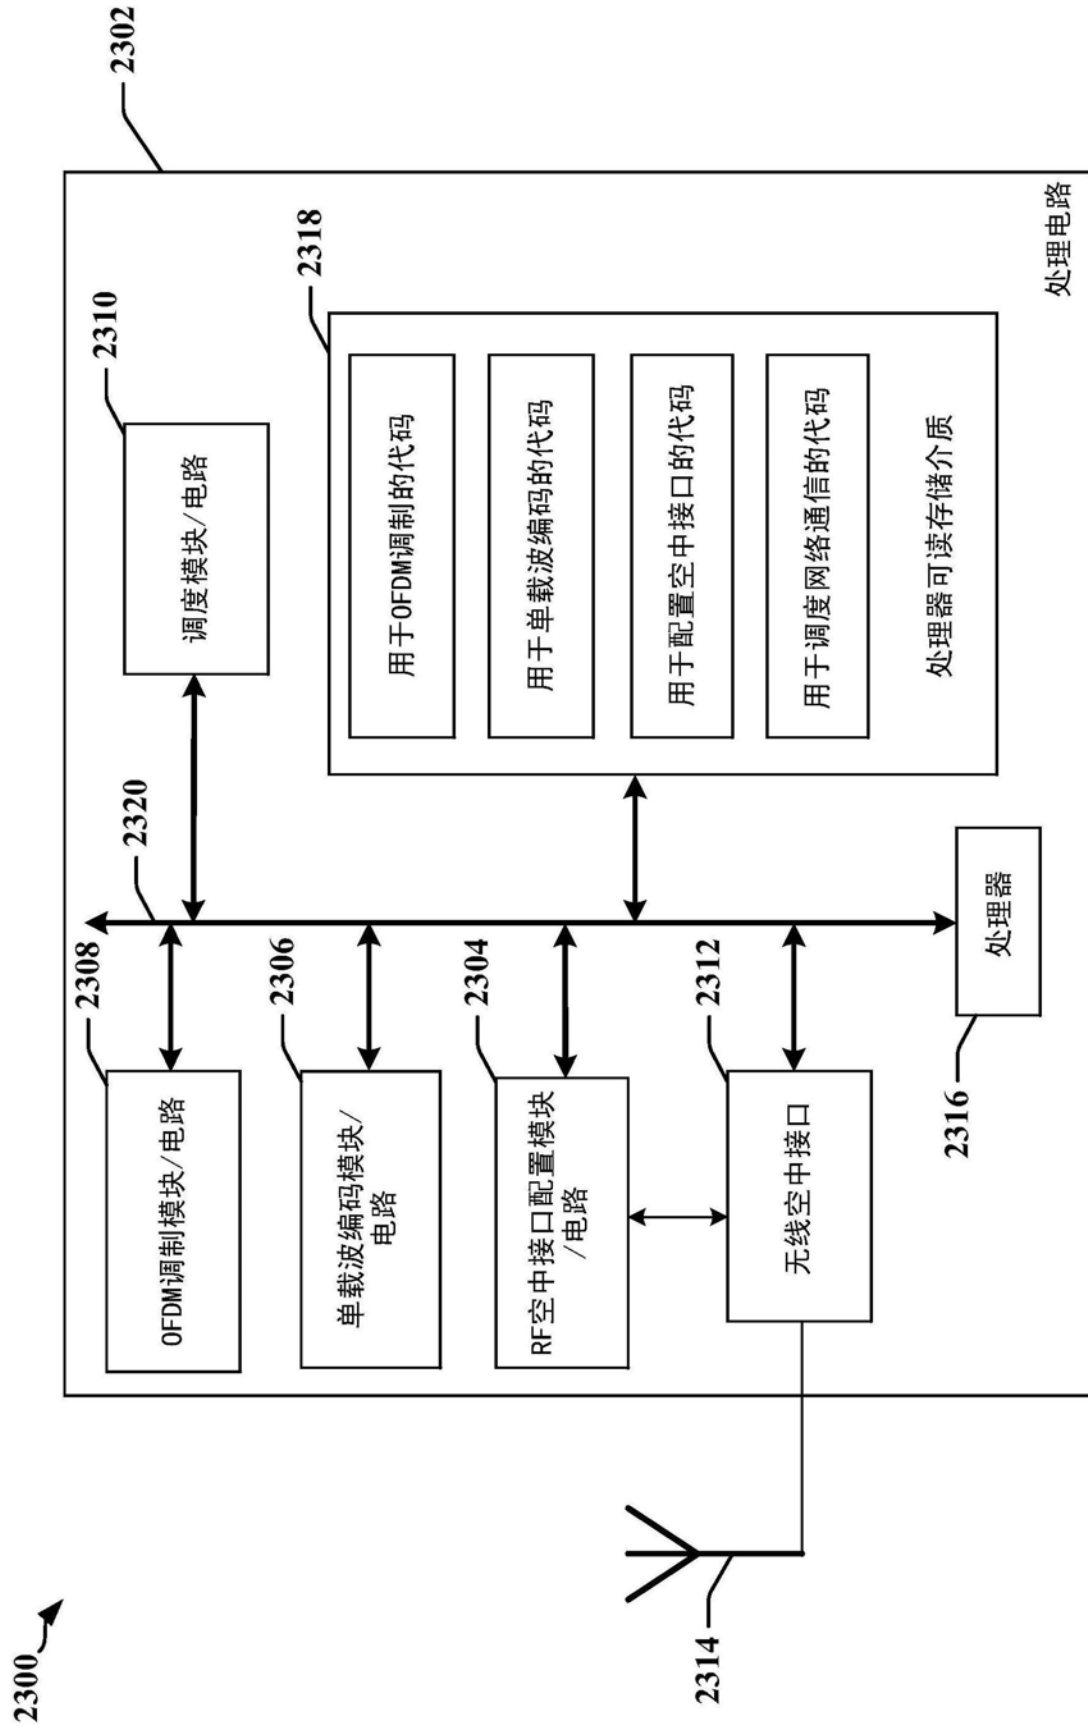 2300
2302
2308
OFDM调制模块/电路
2306
单载波编码模块/
电路
2304
RF空中接口配置模块
/电路
2312
无线空中接口
2314
2320
2310
调度模块/电路
2318
用于OFDM调制的代码
用于单载波编码的代码
用于配置空中接口的代码
用于调度网络通信的代码
处理器可读存储介质
2316
处理器
处理电路